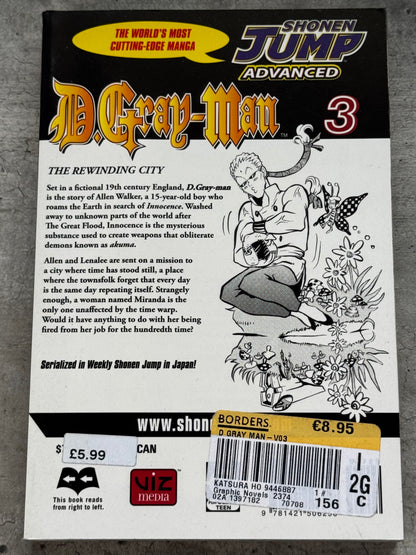 THE WORLD'S MOST
CUTTING-EDGE MANGA
SHONEN
JUMP
ADVANCED
D.Gray-Man
™
3
THE REWINDING CITY
Set in a fictional 19th century England, D.Gray-man
is the story of Allen Walker, a 15-year-old boy who
roams the Earth in search of Innocence. Washed
away to unknown parts of the world after
The Great Flood, Innocence is the mysterious
substance used to create weapons that obliterate
demons known as akuma.
Allen and Lenalee are sent on a mission to
a city where time has stood still, a place
where the townsfolk forget that every day
is the same day repeating itself. Strangely
enough, a woman named Miranda is the
only one unaffected by the time warp.
Would it have anything to do with her being
fired from her job for the hundredth time?
Serialized in Weekly Shonen Jump in Japan!
www.shone
CAN
£5.99
This book reads
from right to left.
VIZ
MEDIA
TEEN
BORDERS
€8.95
D GRAY MAN-V03
KATSURA HO 9446887
Graphic Novels 2374
02A 1397162 70708
1#
156
I
2G
C